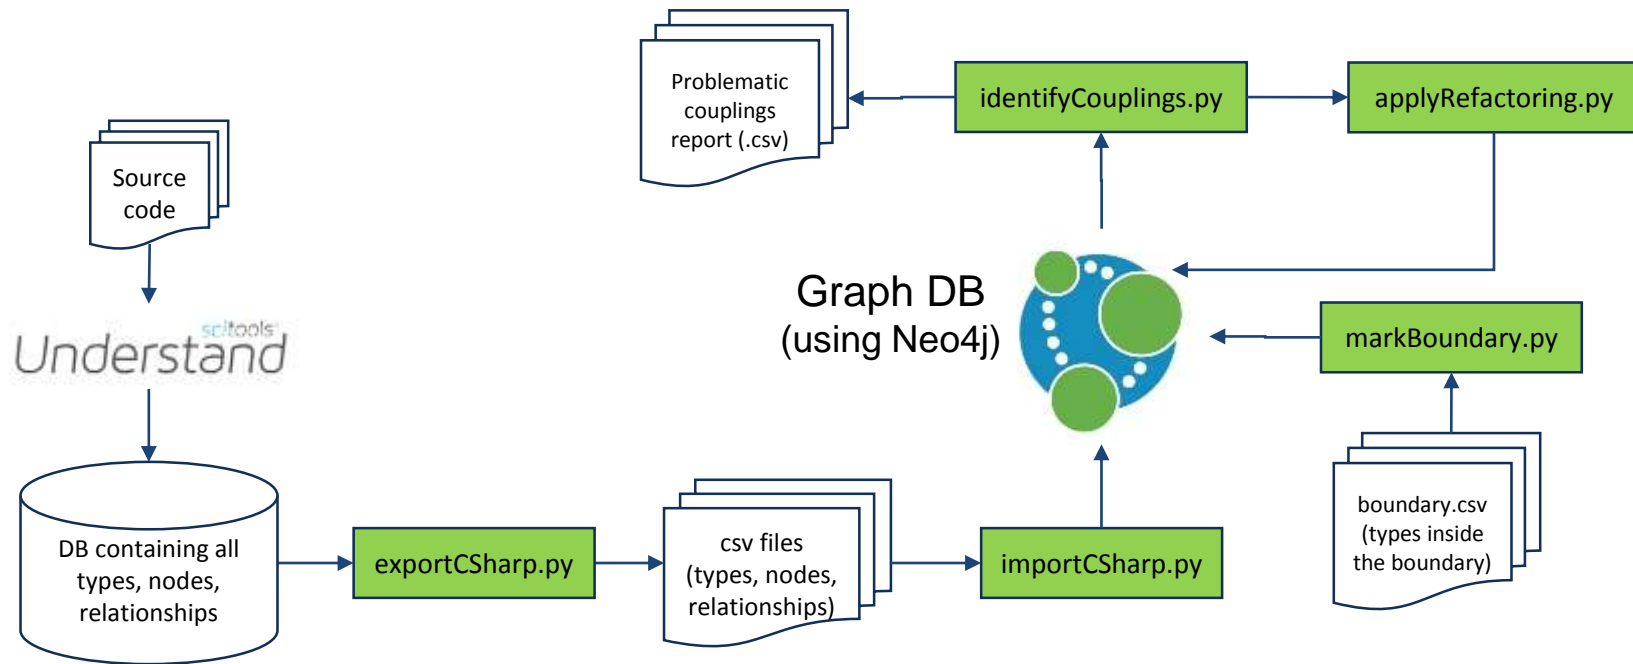 Problematic
couplings
report (.csv)
identifyCouplings.py
applyRefactoring.py
Source
code
scitools
Understand
Graph DB
(using Neo4j)
markBoundary.py
DB containing all
types, nodes,
relationships
exportCSharp.py
csv files
(types, nodes,
relationships)
importCSharp.py
boundary.csv
(types inside
the boundary)